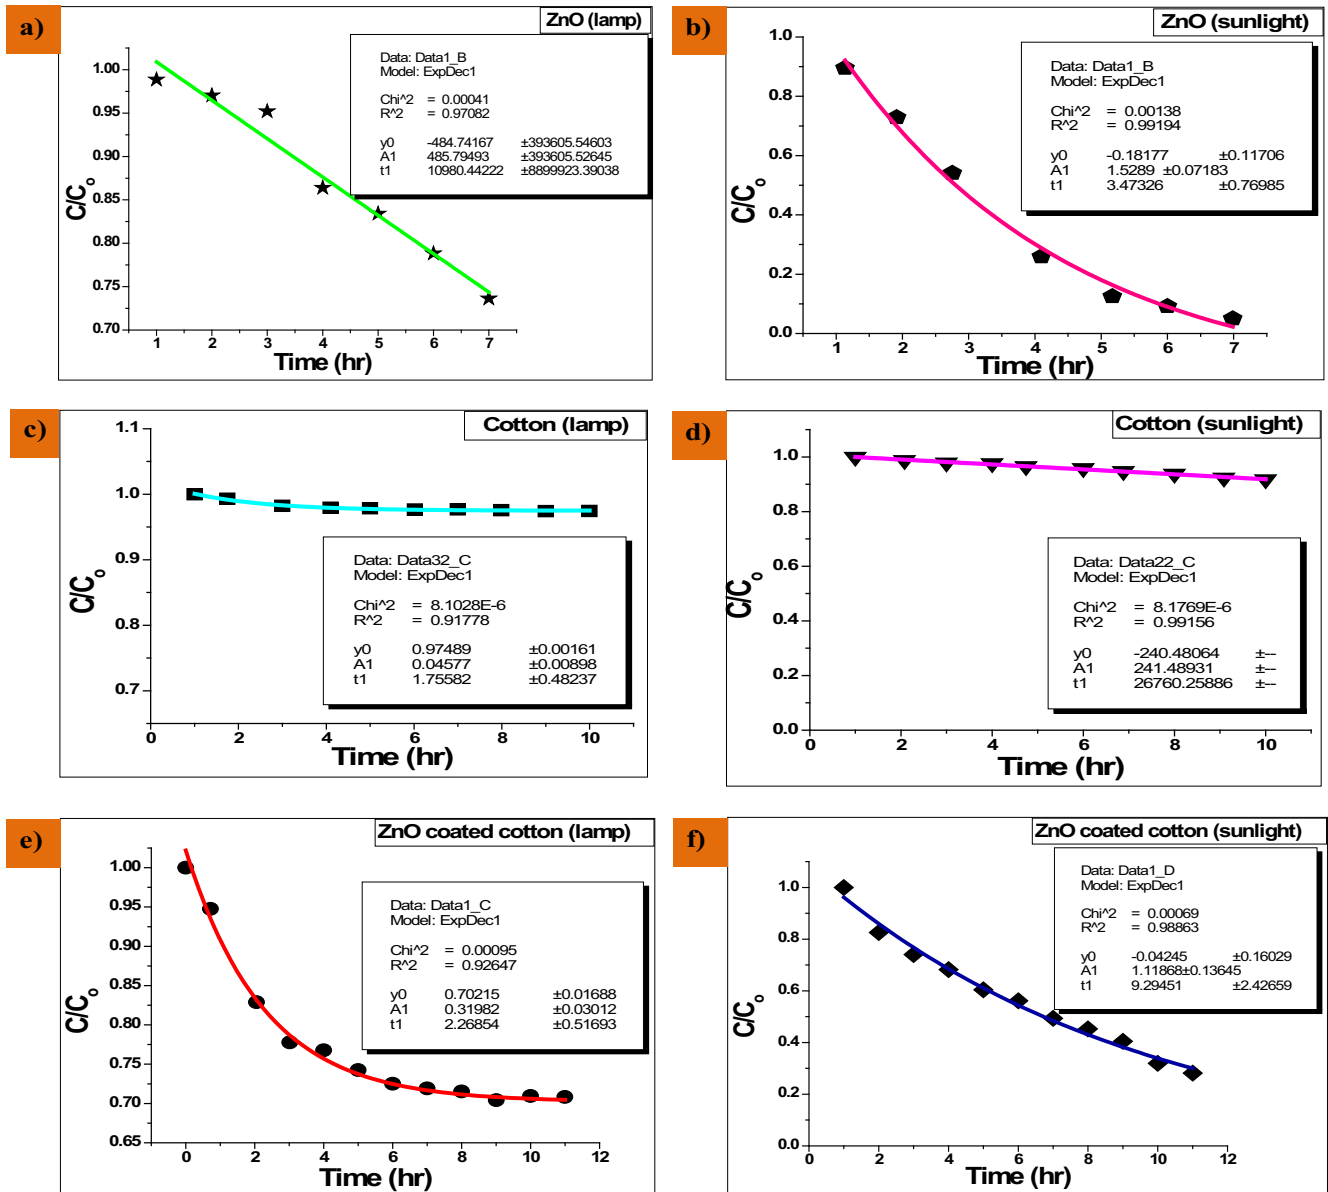 a)
ZnO (lamp)
Data: Data1_B
Model: ExpDec1
Chi^2 = 0.00041
R^2 = 0.97082
y0 -484.74167 ±393605.54603
A1 485.79493 ±393605.52645
t1 10980.44222 ±8899923.39038
1.00
0.95
0.90
0.85
0.80
0.75
0.70
C/Co
1 2 3 4 5 6 7
Time (hr)
b)
ZnO (sunlight)
Data: Data1_B
Model: ExpDec1
Chi^2 = 0.00138
R^2 = 0.99194
y0 -0.18177 ±0.11706
A1 1.5289 ±0.07183
t1 3.47326 ±0.76985
1.0
0.8
0.6
0.4
0.2
0.0
C/Co
1 2 3 4 5 6 7
Time (hr)
c)
Cotton (lamp)
1.1
1.0
0.9
0.8
0.7
C/Co
Data: Data32_C
Model: ExpDec1
Chi^2 = 8.1028E-6
R^2 = 0.91778
y0 0.97489 ±0.00161
A1 0.04577 ±0.00898
t1 1.75582 ±0.48237
0 2 4 6 8 10
Time (hr)
d)
Cotton (sunlight)
1.0
0.8
0.6
0.4
0.2
0.0
C/Co
Data: Data22_C
Model: ExpDec1
Chi^2 = 8.1769E-6
R^2 = 0.99156
y0 -240.48064 ±--
A1 241.48931 ±--
t1 26760.25886 ±--
0 2 4 6 8 10
Time (hr)
e)
ZnO coated cotton (lamp)
Data: Data1_C
Model: ExpDec1
Chi^2 = 0.00095
R^2 = 0.92647
y0 0.70215 ±0.01688
A1 0.31982 ±0.03012
t1 2.26854 ±0.51693
1.00
0.95
0.90
0.85
0.80
0.75
0.70
0.65
C/Co
0 2 4 6 8 10 12
Time (hr)
f)
ZnO coated cotton (sunlight)
Data: Data1_D
Model: ExpDec1
Chi^2 = 0.00069
R^2 = 0.98863
y0 -0.04245 ±0.16029
A1 1.11868±0.13645
t1 9.29451 ±2.42659
1.0
0.8
0.6
0.4
0.2
0.0
C/Co
0 2 4 6 8 10 12
Time (hr)